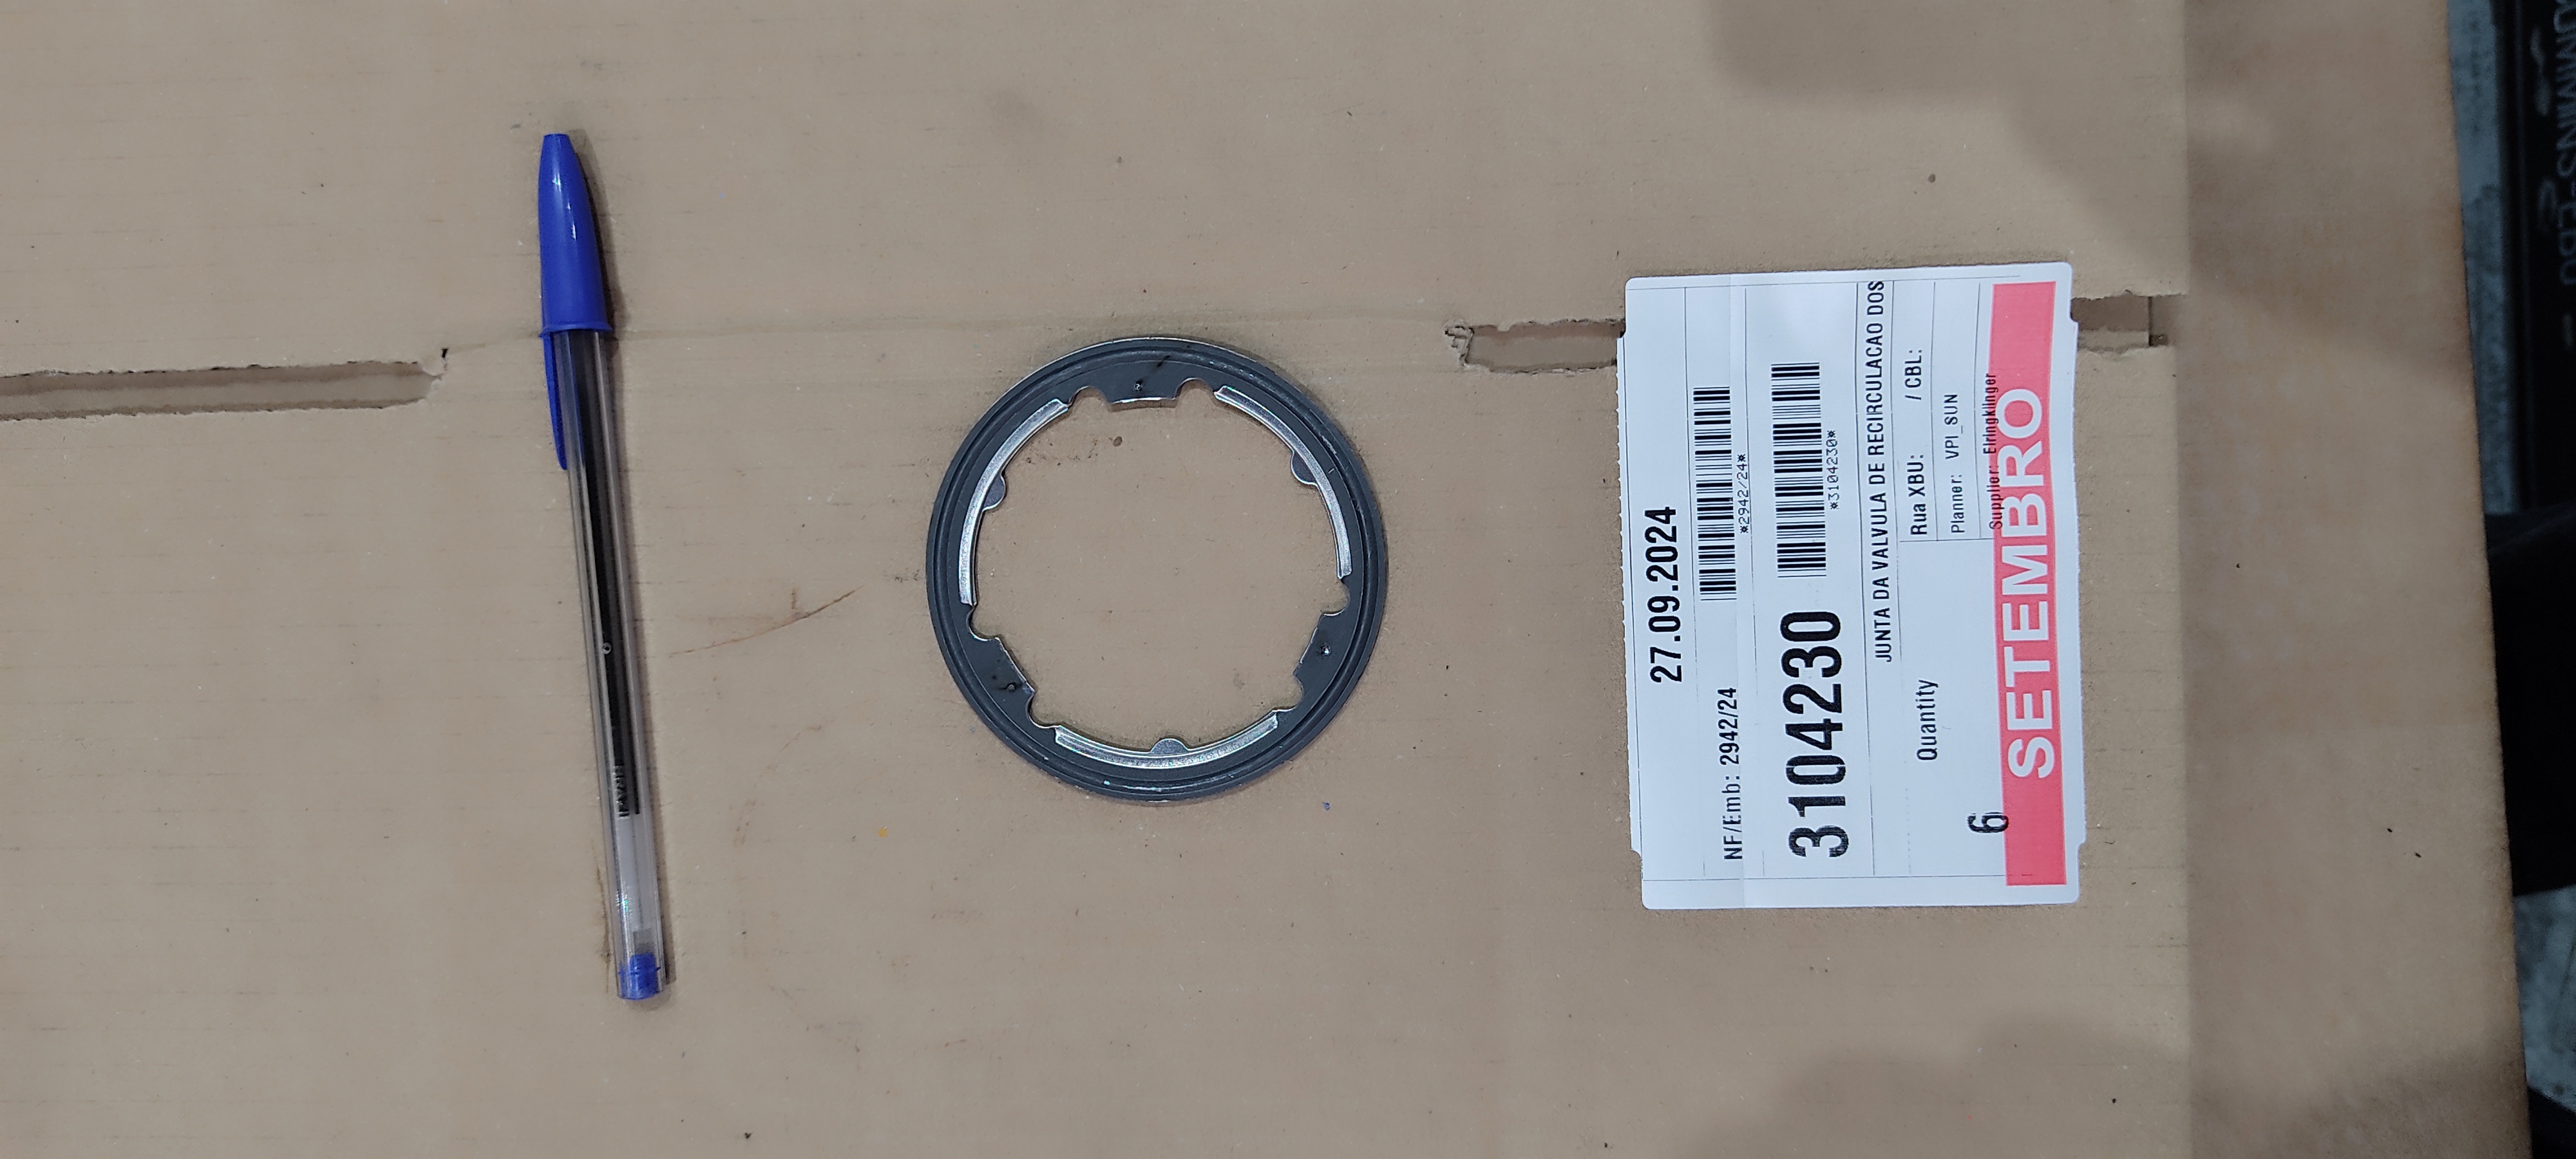 27.09.2024
NF/Emb: 2942/24
*2942/24*
3104230
*3104230*
JUNTA DA VALVULA DE RECIRCULACAO DOS
Quantity
6
Rua XBU: / CBL:
Planner: VPI_SUN
Supplier: Elringklinger
SETEMBRO